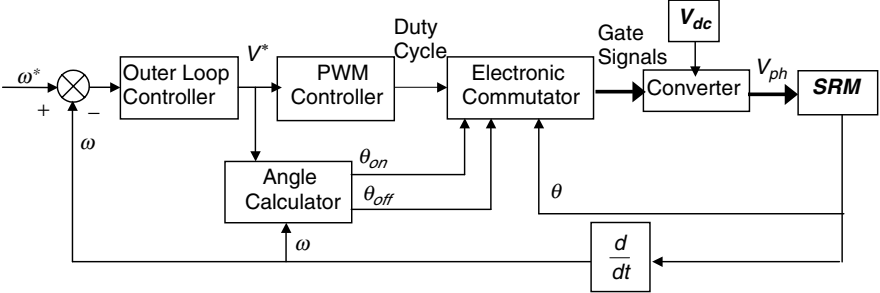 ω*
+
−
ω
Outer Loop
Controller
V*
PWM
Controller
Duty
Cycle
Electronic
Commutator
Gate
Signals
V_dc
Converter
V_ph
SRM
Angle
Calculator
θ_on
θ_off
θ
ω
d
dt